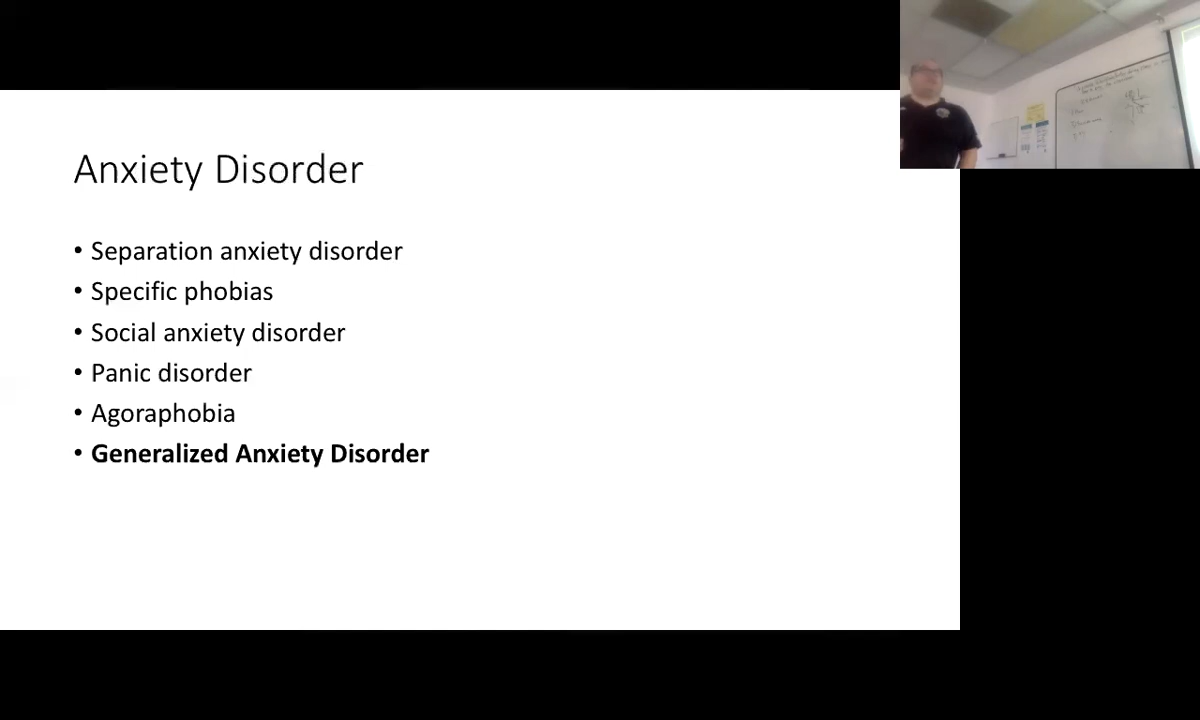 Anxiety Disorder
• Separation anxiety disorder
• Specific phobias
• Social anxiety disorder
• Panic disorder
• Agoraphobia
• Generalized Anxiety Disorder